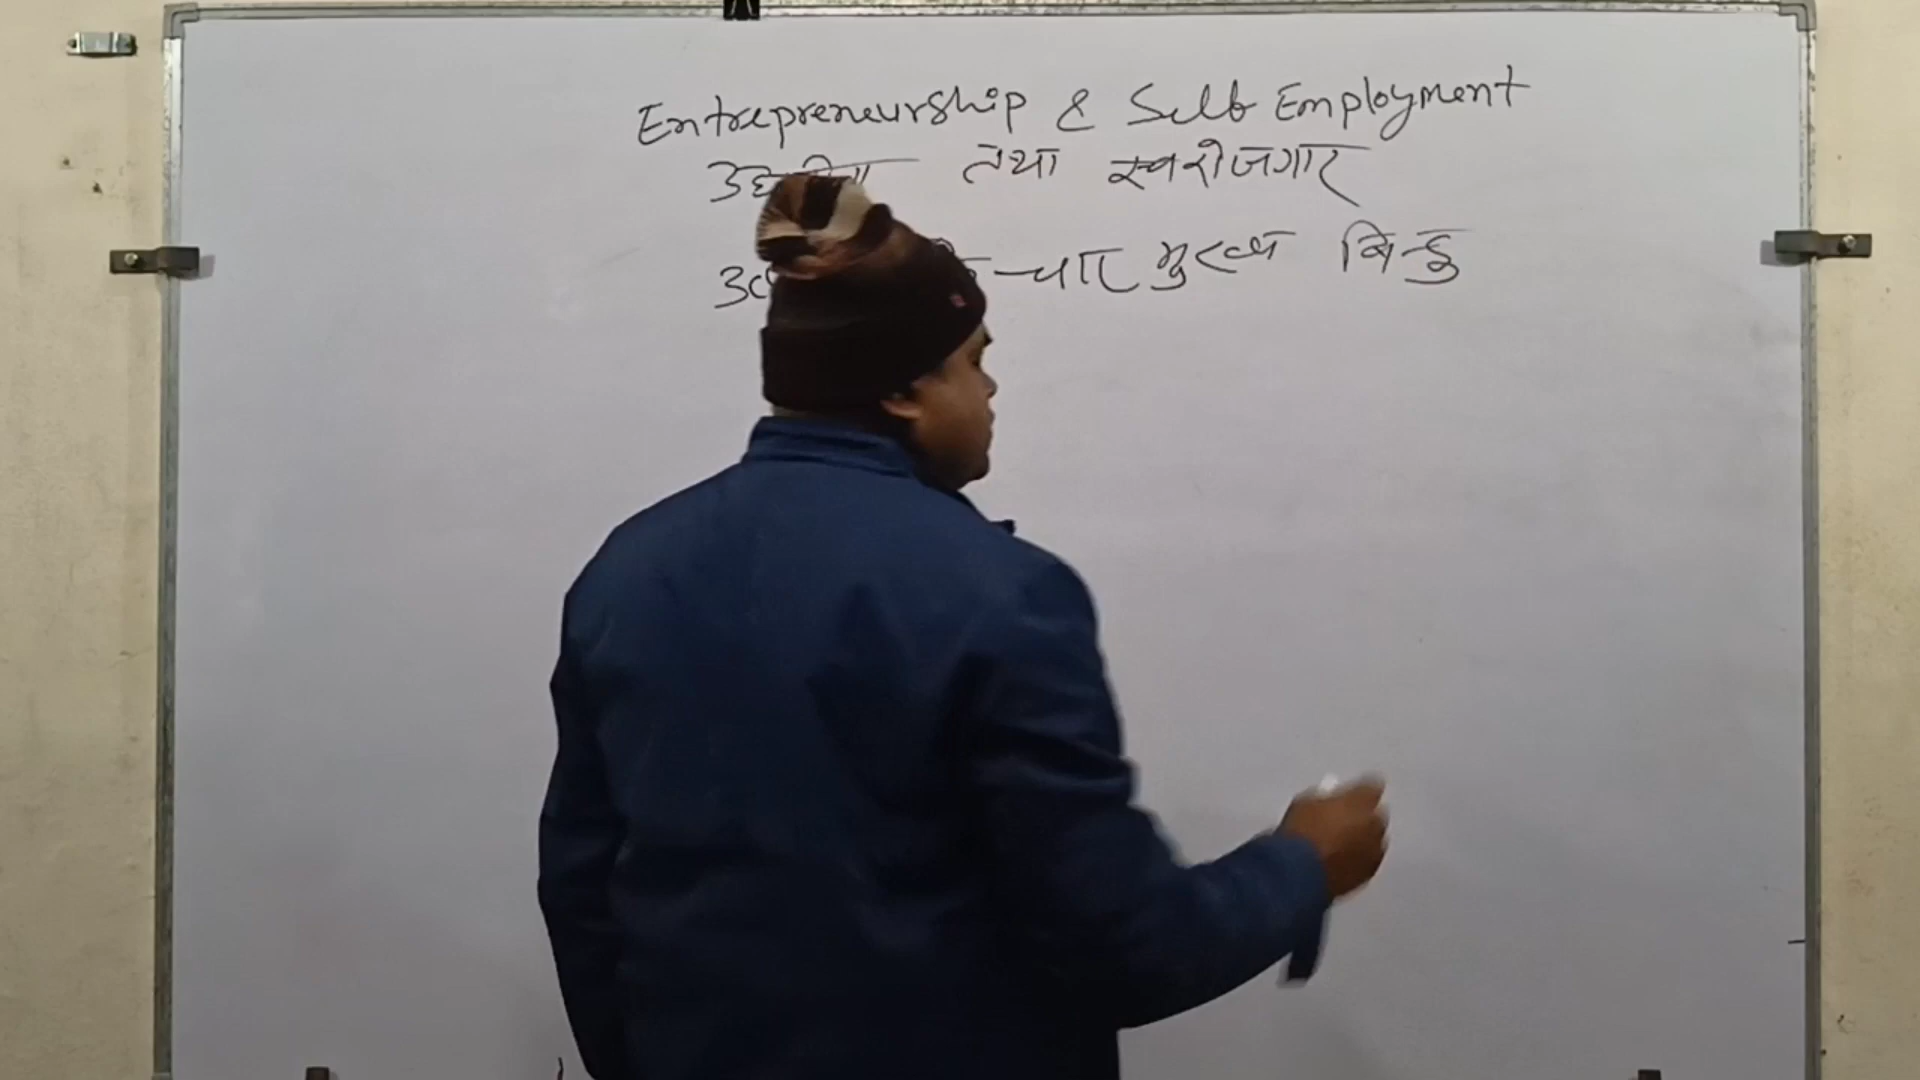 Entrepreneurship & Self Employment
तथा स्वरोजगार
चार मुख्य बिन्दु